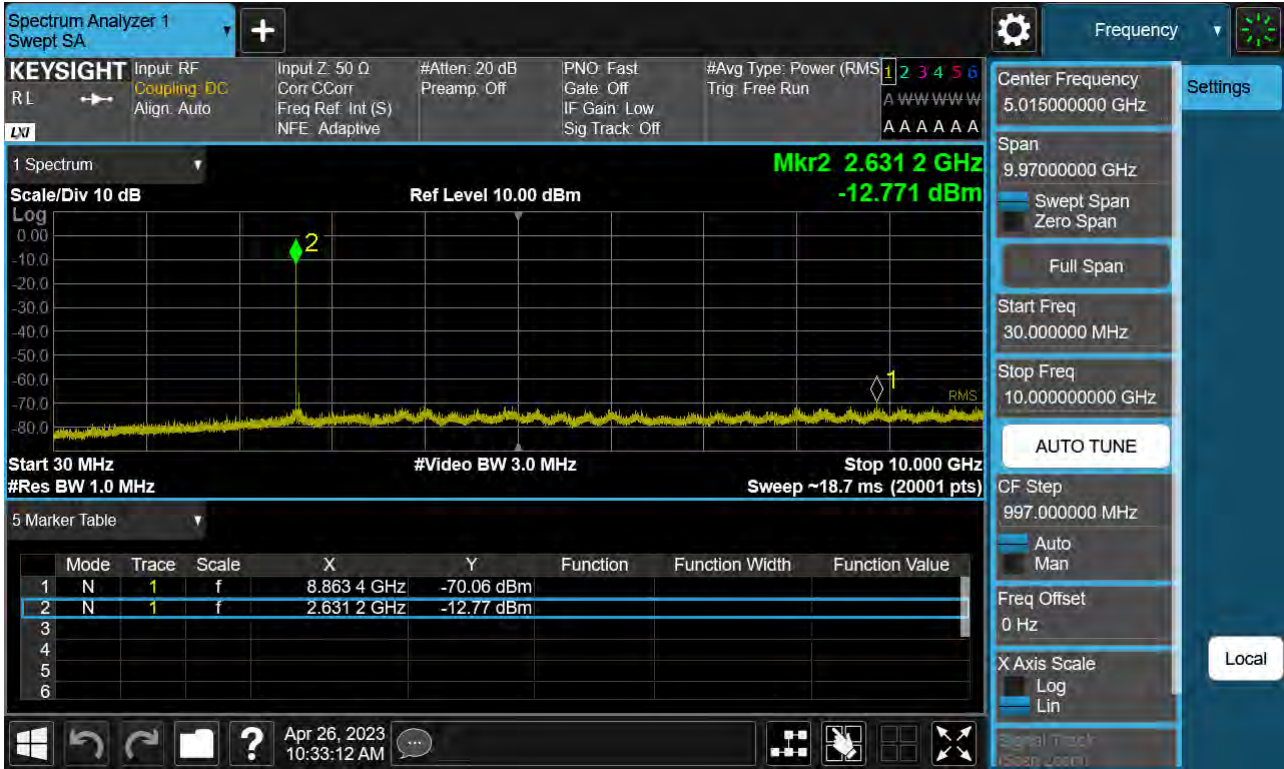 Spectrum Analyzer 1
Swept SA
+
Frequency
KEYSIGHT
R L
LXI
Input: RF
Coupling: DC
Align: Auto
Input Z: 50 Ω
Corr CCorr
Freq Ref: Int (S)
NFE: Adaptive
#Atten: 20 dB
Preamp: Off
PNO: Fast
Gate: Off
IF Gain: Low
Sig Track: Off
#Avg Type: Power (RMS
Trig: Free Run
1 2 3 4 5 6
A W W W W W
A A A A A A
1 Spectrum
Scale/Div 10 dB
Ref Level 10.00 dBm
Mkr2 2.631 2 GHz
-12.771 dBm
Log
0.00
-10.0
-20.0
-30.0
-40.0
-50.0
-60.0
-70.0
-80.0
2
1
RMS
Start 30 MHz
#Video BW 3.0 MHz
Stop 10.000 GHz
#Res BW 1.0 MHz
Sweep ~18.7 ms (20001 pts)
5 Marker Table
Mode Trace Scale X Y Function Function Width Function Value
1 N 1 f 8.863 4 GHz -70.06 dBm
2 N 1 f 2.631 2 GHz -12.77 dBm
3
4
5
6
?
Apr 26, 2023
10:33:12 AM
Center Frequency
5.015000000 GHz
Settings
Span
9.97000000 GHz
Swept Span
Zero Span
Full Span
Start Freq
30.000000 MHz
Stop Freq
10.000000000 GHz
AUTO TUNE
CF Step
997.000000 MHz
Auto
Man
Freq Offset
0 Hz
X Axis Scale
Log
Lin
Local
Signal Track
(Span Zoom)